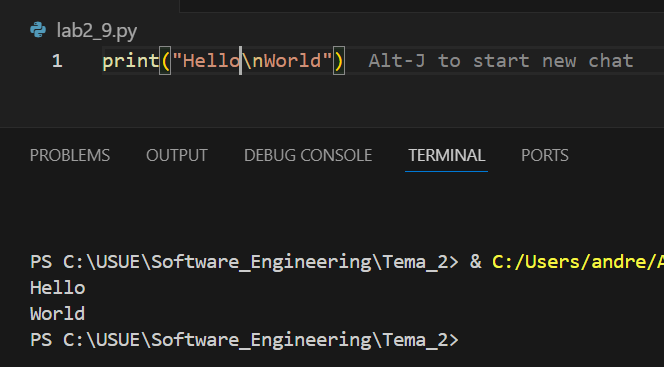 lab2_9.py
1 print("Hello\nWorld") Alt-J to start new chat
PROBLEMS OUTPUT DEBUG CONSOLE TERMINAL PORTS
PS C:\USUE\Software_Engineering\Tema_2> & C:/Users/andre/A
Hello
World
PS C:\USUE\Software_Engineering\Tema_2>